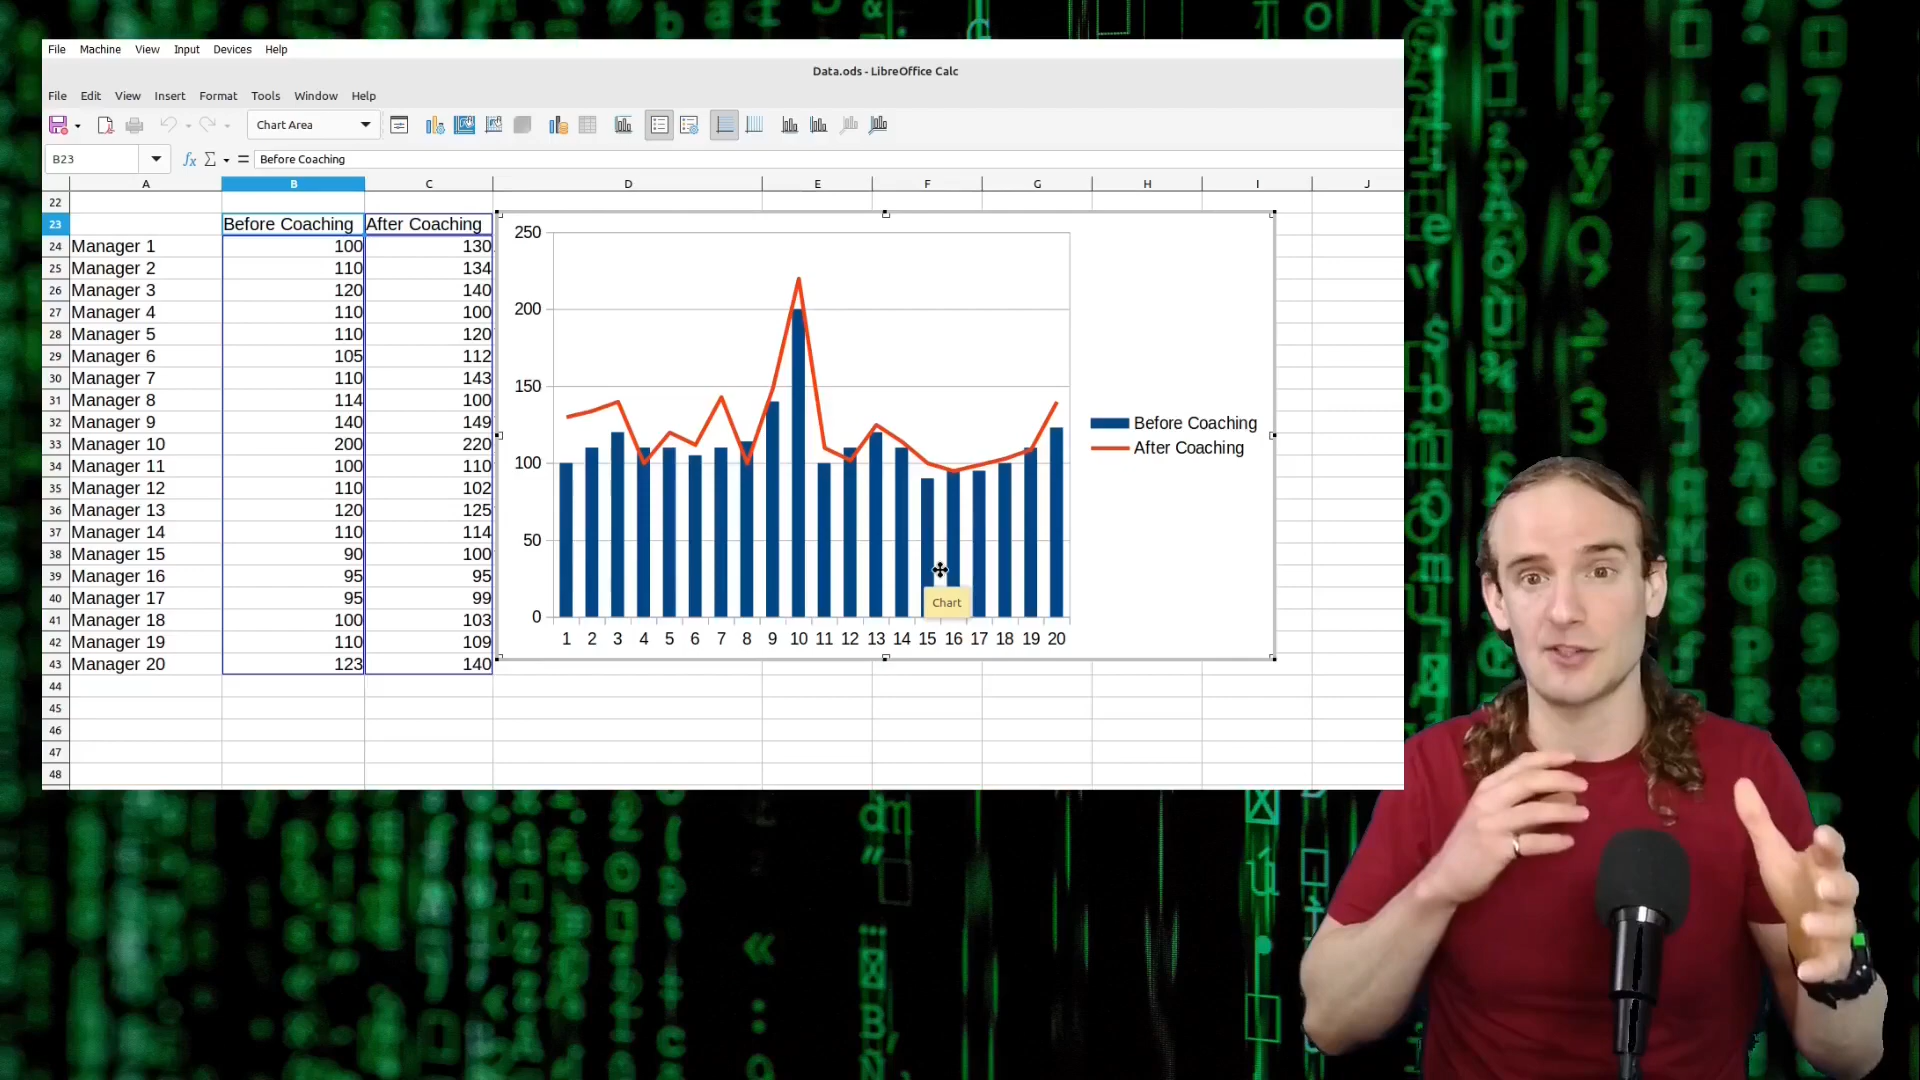 File Machine View Input Devices Help
Data.ods - LibreOffice Calc
File Edit View Insert Format Tools Window Help
Chart Area
B23 = Before Coaching
A B C D E F G H I J
22
23 Before Coaching After Coaching
24 Manager 1 100 130
25 Manager 2 110 134
26 Manager 3 120 140
27 Manager 4 110 100
28 Manager 5 110 120
29 Manager 6 105 112
30 Manager 7 110 143
31 Manager 8 114 100
32 Manager 9 140 149
33 Manager 10 200 220
34 Manager 11 100 110
35 Manager 12 110 102
36 Manager 13 120 125
37 Manager 14 110 114
38 Manager 15 90 100
39 Manager 16 95 95
40 Manager 17 95 99
41 Manager 18 100 103
42 Manager 19 110 109
43 Manager 20 123 140
44
45
46
47
48
250
200
150
100
50
0
1 2 3 4 5 6 7 8 9 10 11 12 13 14 15 16 17 18 19 20
Before Coaching
After Coaching
Chart